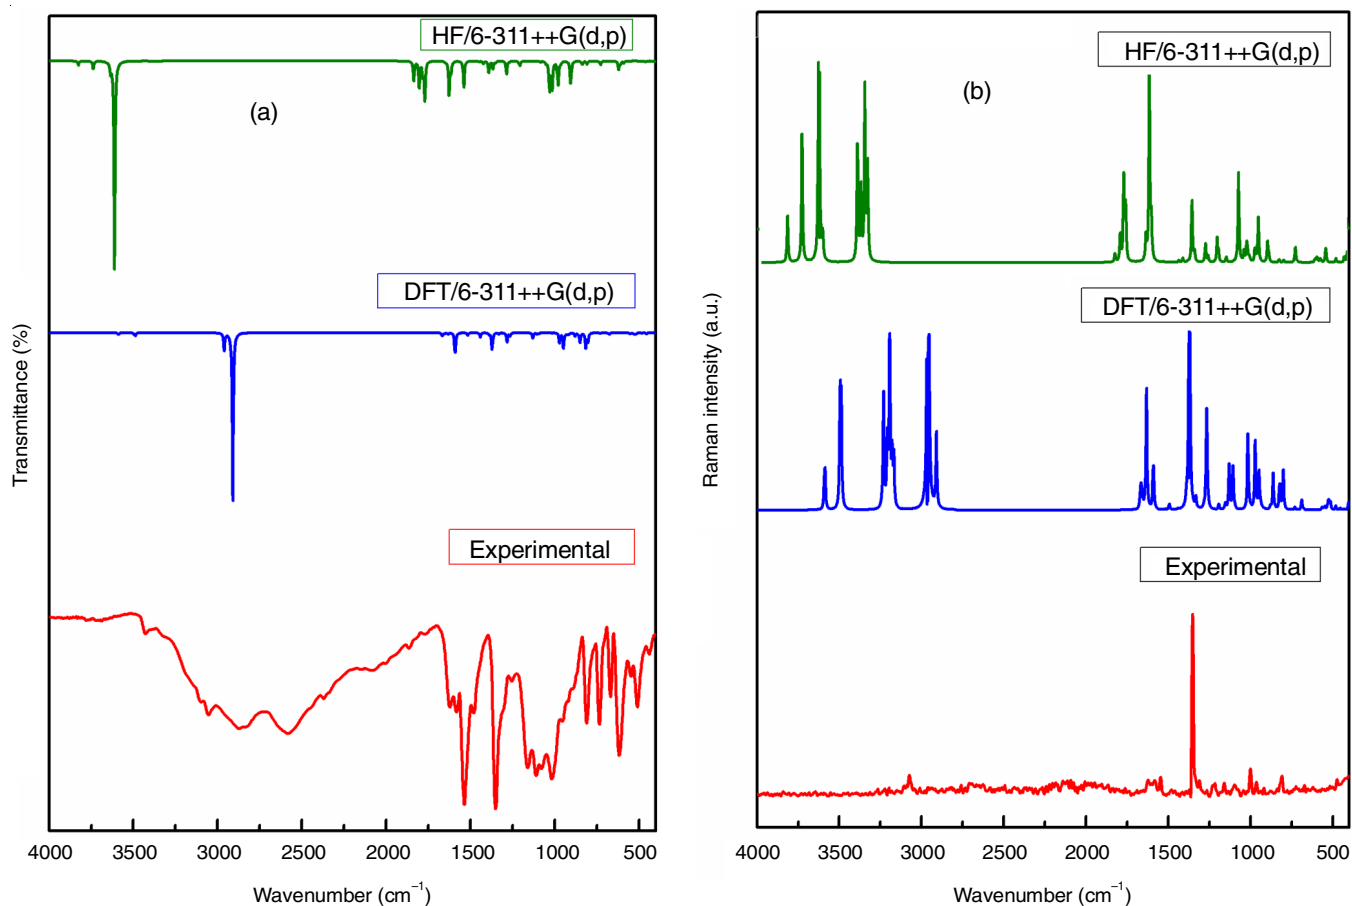 HF/6-311++G(d,p)
(a)
DFT/6-311++G(d,p)
Experimental
Transmittance (%)
4000 3500 3000 2500 2000 1500 1000 500
Wavenumber (cm⁻¹)
HF/6-311++G(d,p)
(b)
DFT/6-311++G(d,p)
Experimental
Raman intensity (a.u.)
4000 3500 3000 2500 2000 1500 1000 500
Wavenumber (cm⁻¹)